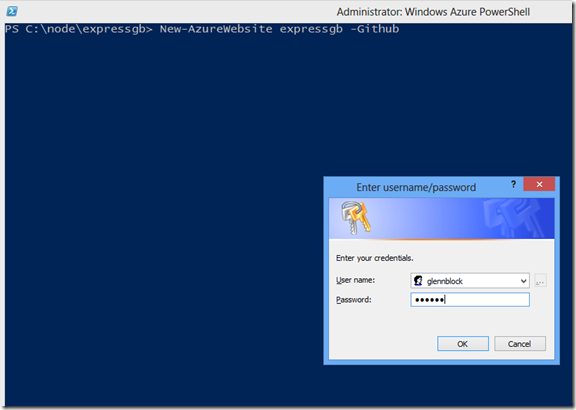 Administrator: Windows Azure PowerShell
PS C:\node\expressgb> New-AzureWebsite expressgb -Github
Enter username/password
?
Enter your credentials.
User name: glennblock
...
Password: ••••••
OK Cancel